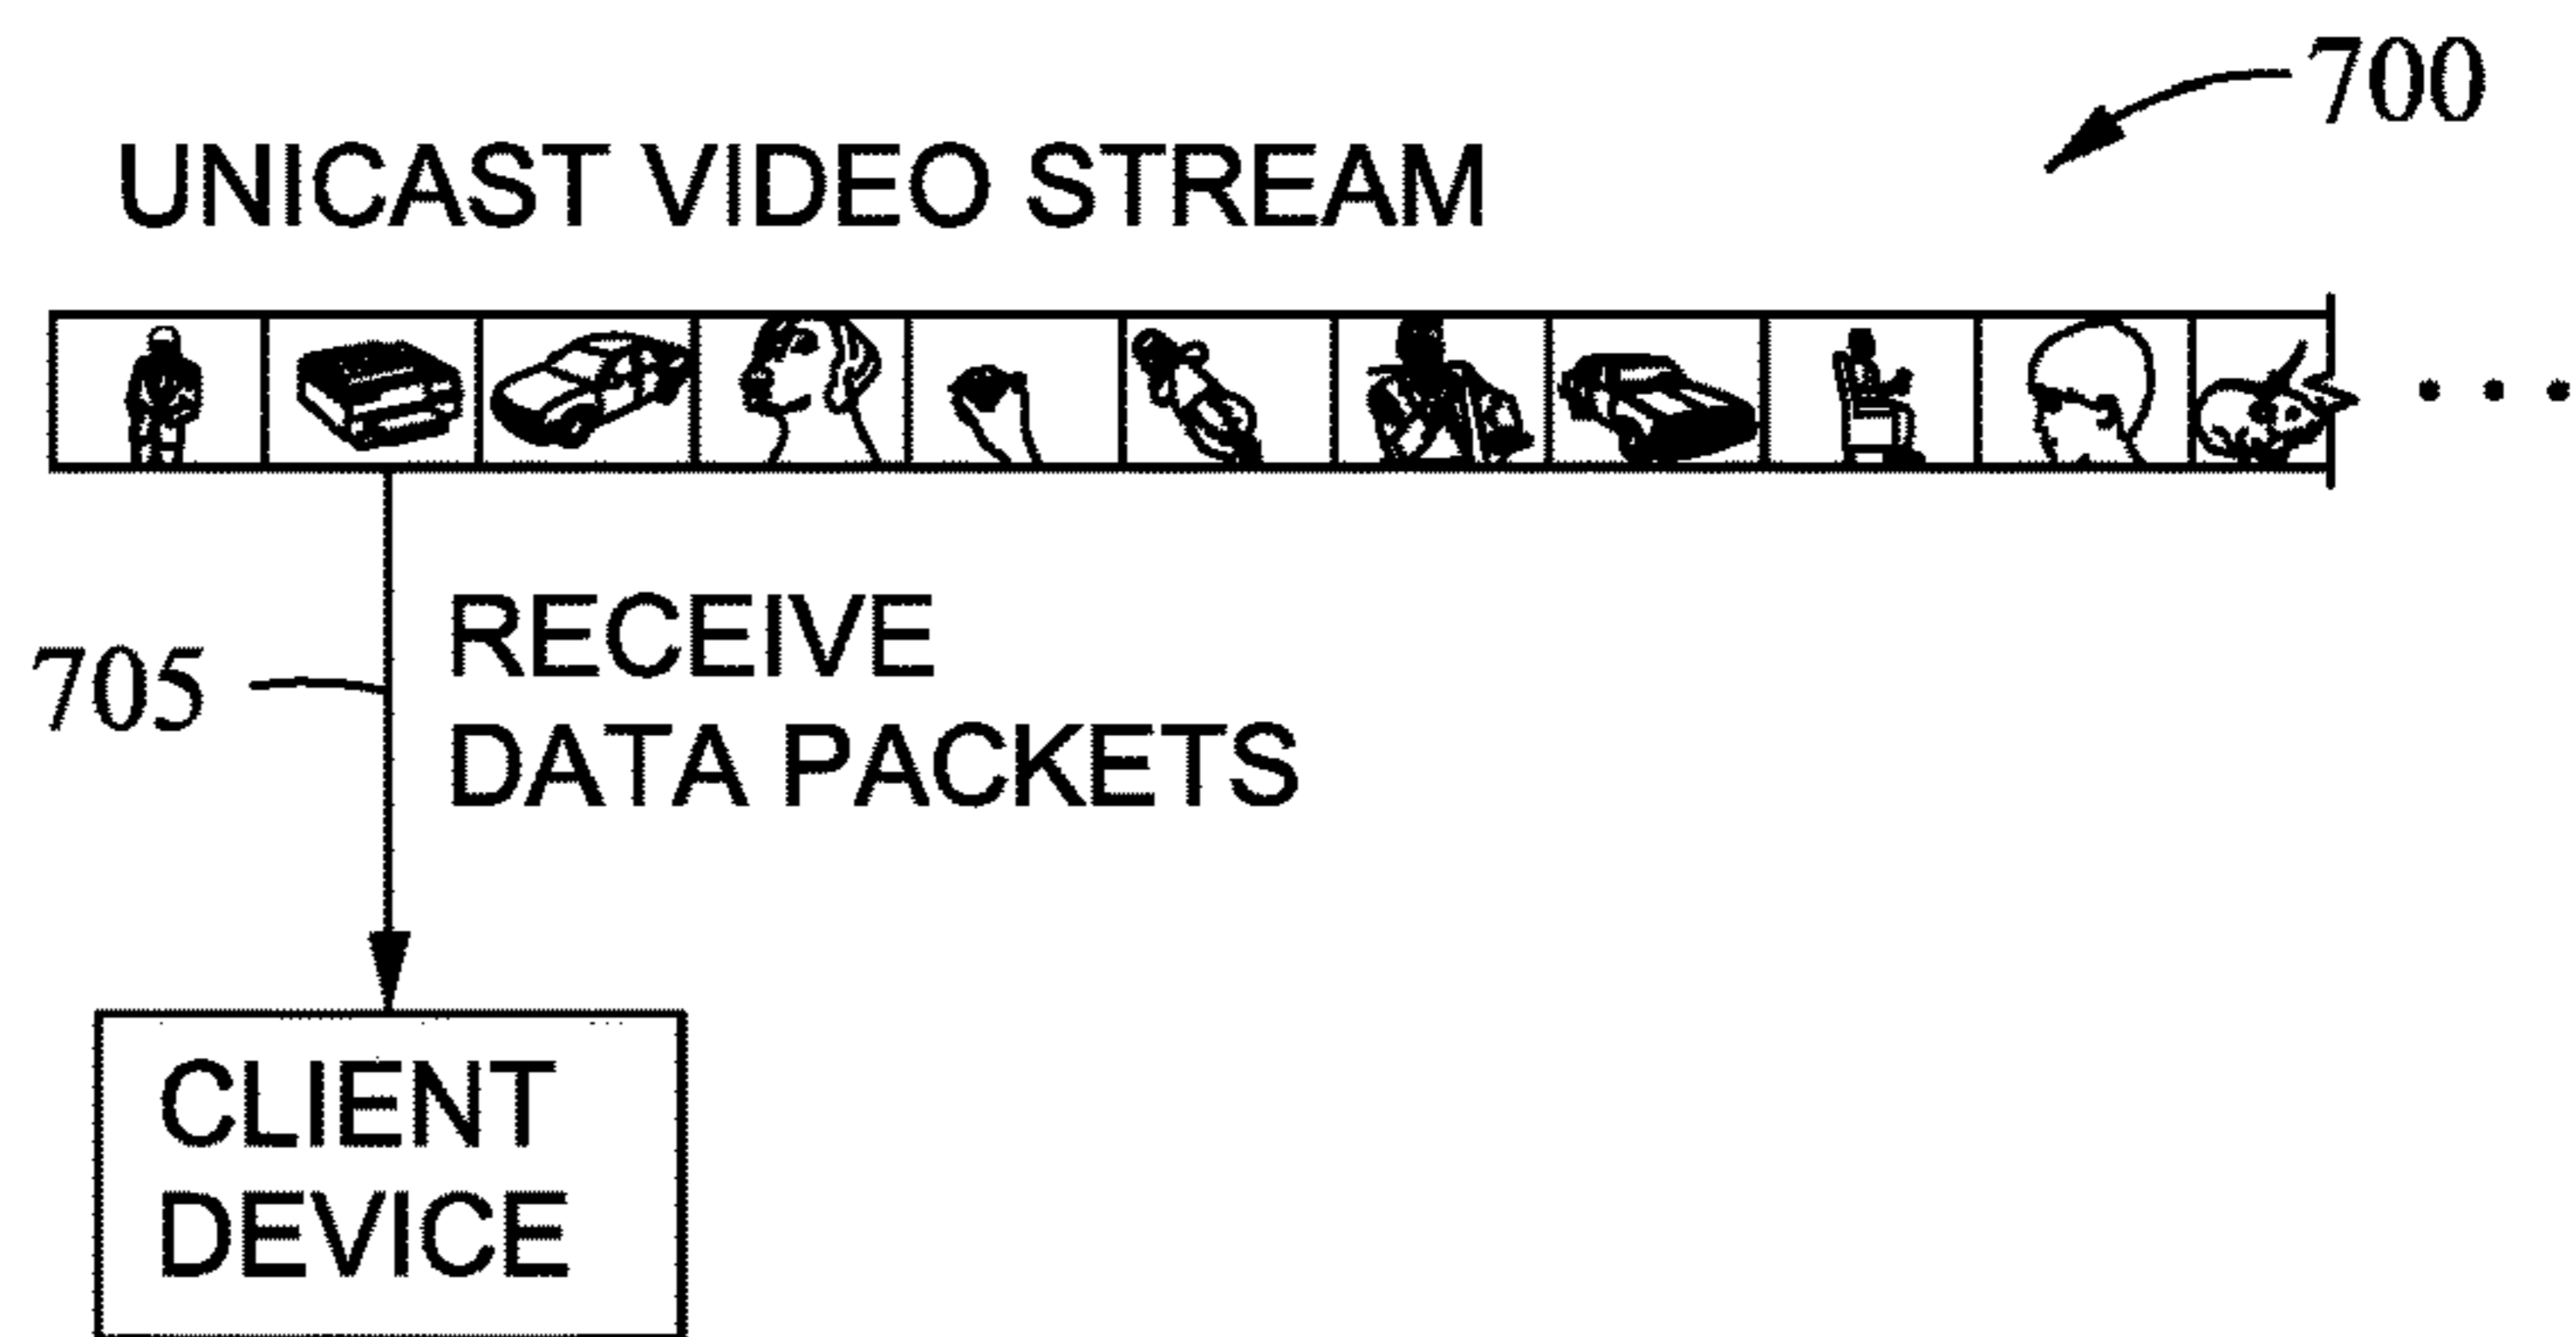 700
UNICAST VIDEO STREAM
705
RECEIVE
DATA PACKETS
CLIENT
DEVICE